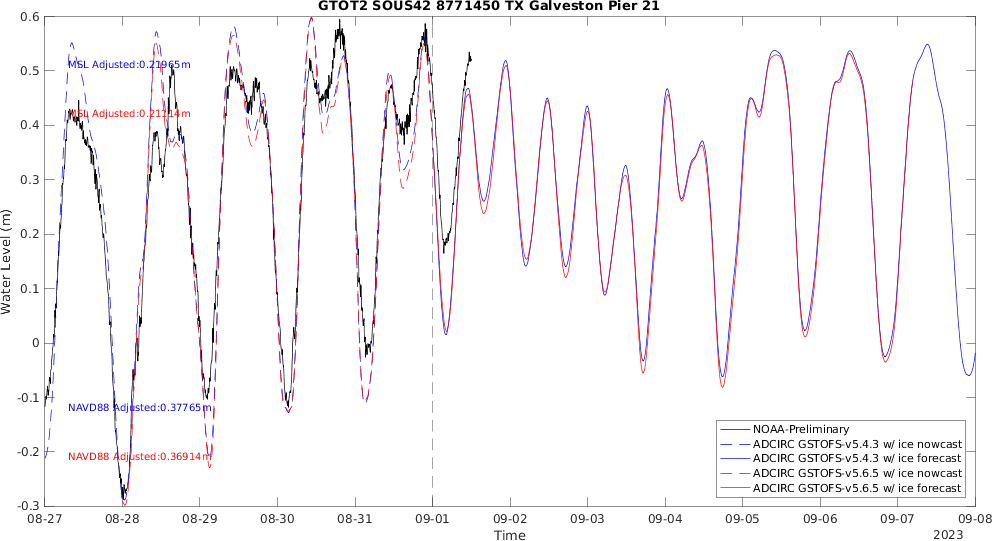 GTOT2 SOUS42 8771450 TX Galveston Pier 21
0.6
0.5
0.4
0.3
0.2
0.1
0
-0.1
-0.2
-0.3
Water Level (m)
MSL Adjusted:0.21965m
MSL Adjusted:0.21114m
NAVD88 Adjusted:0.37765m
NAVD88 Adjusted:0.36914m
NOAA-Preliminary
ADCIRC GSTOFS-v5.4.3 w/ ice nowcast
ADCIRC GSTOFS-v5.4.3 w/ ice forecast
ADCIRC GSTOFS-v5.6.5 w/ ice nowcast
ADCIRC GSTOFS-v5.6.5 w/ ice forecast
08-27 08-28 08-29 08-30 08-31 09-01 09-02 09-03 09-04 09-05 09-06 09-07 09-08
Time
2023